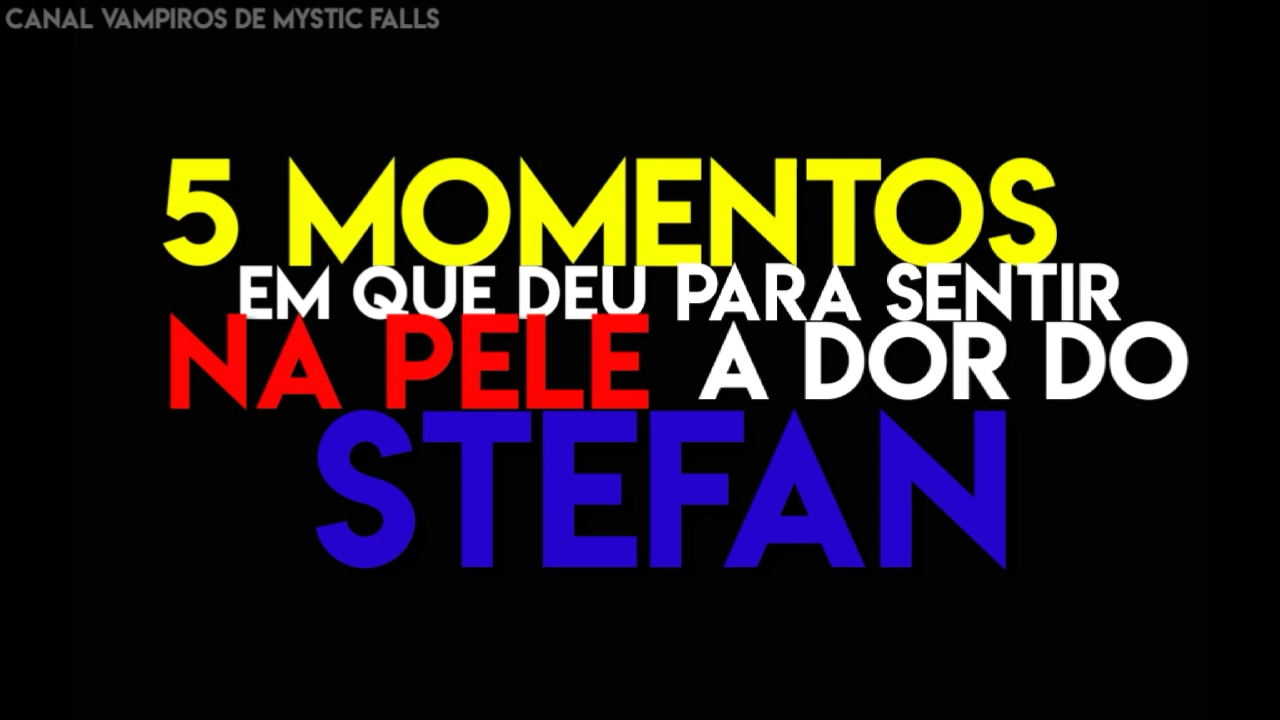 CANAL VAMPIROS DE MYSTIC FALLS
5 MOMENTOS
EM QUE DEU PARA SENTIR
NA PELE A DOR DO
STEFAN